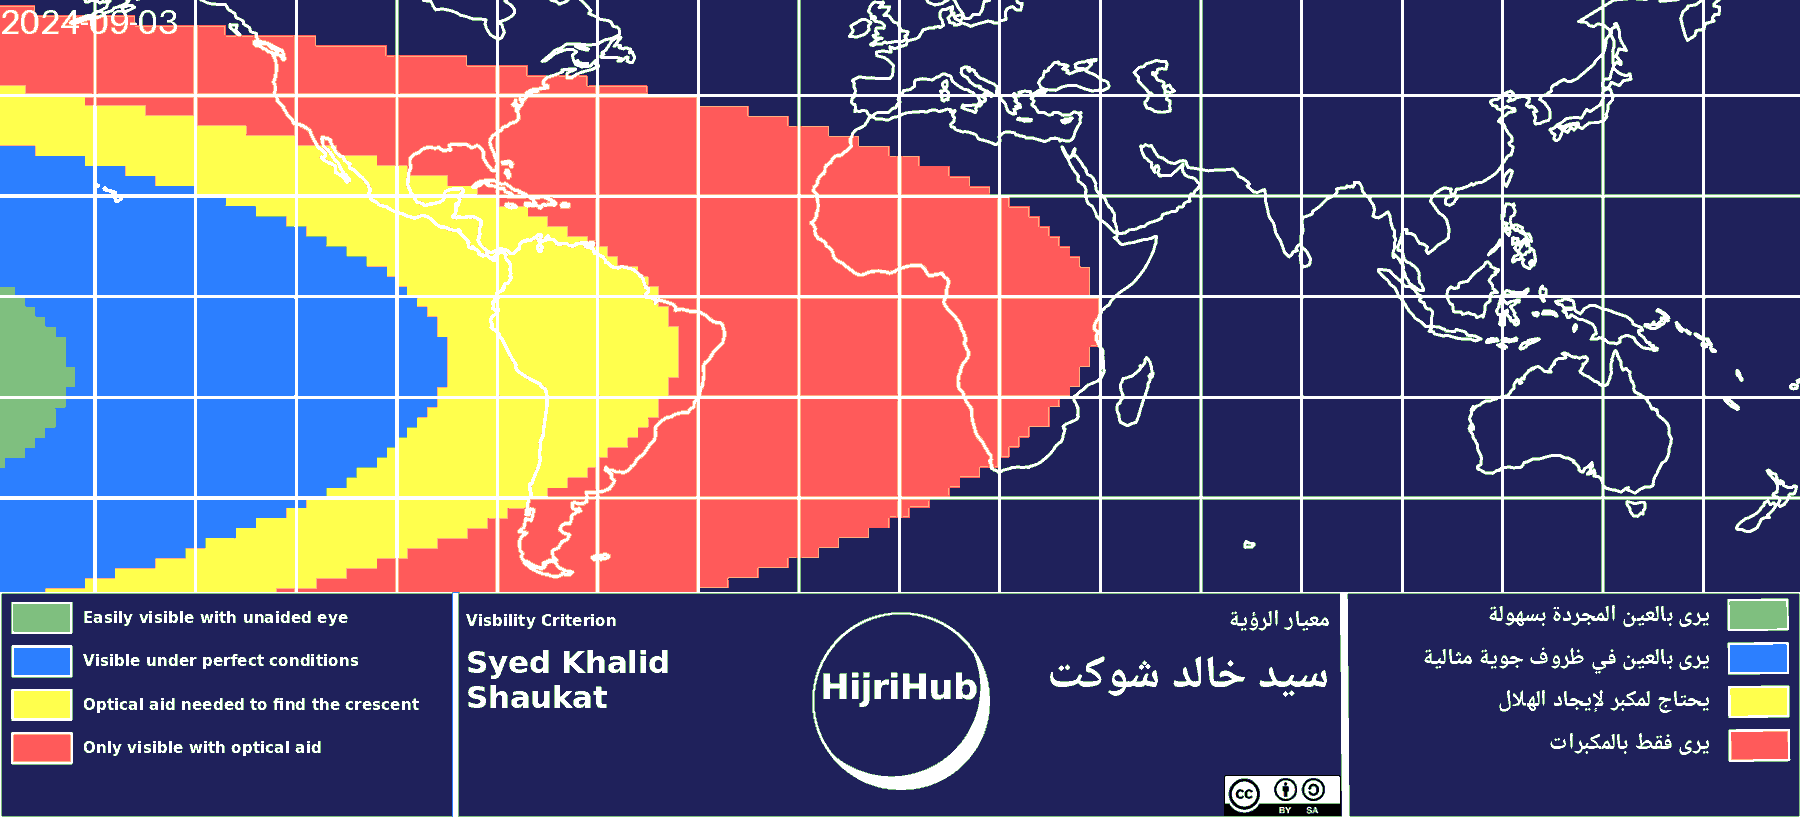 2024-09-03
Easily visible with unaided eye
Visible under perfect conditions
Optical aid needed to find the crescent
Only visible with optical aid
Visbility Criterion
Syed Khalid
Shaukat
HijriHub
معيار الرؤية
سيد خالد شوكت
cc
BY SA
يرى بالعين المجردة بسهولة
يرى بالعين في ظروف جوية مثالية
يحتاج لمكبر لإيجاد الهلال
يرى فقط بالمكبرات